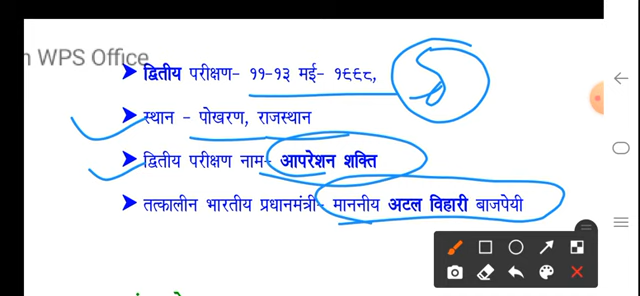 n WPS Office
➤ द्वितीय परीक्षण- ११-१३ मई- १९९८,
➤ स्थान - पोखरण, राजस्थान
➤ द्वितीय परीक्षण नाम- आपरेशन शक्ति
➤ तत्कालीन भारतीय प्रधानमंत्री- माननीय अटल विहारी बाजपेयी